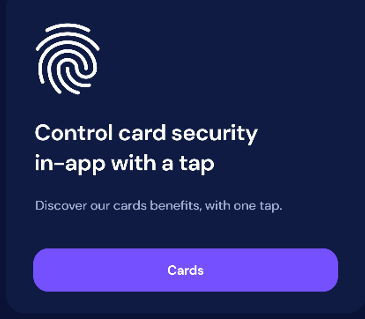 Control card security
in-app with a tap
Discover our cards benefits, with one tap.
Cards